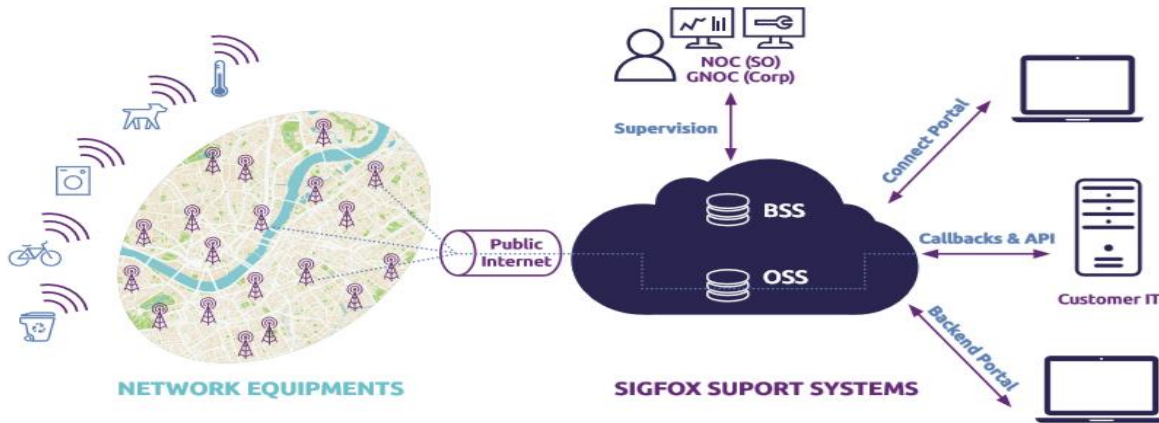 NOC (SO)
GNOC (Corp)
Supervision
Connect Portal
BSS
Public
Internet
OSS
Callbacks & API
Customer IT
Backend Portal
NETWORK EQUIPMENTS
SIGFOX SUPORT SYSTEMS